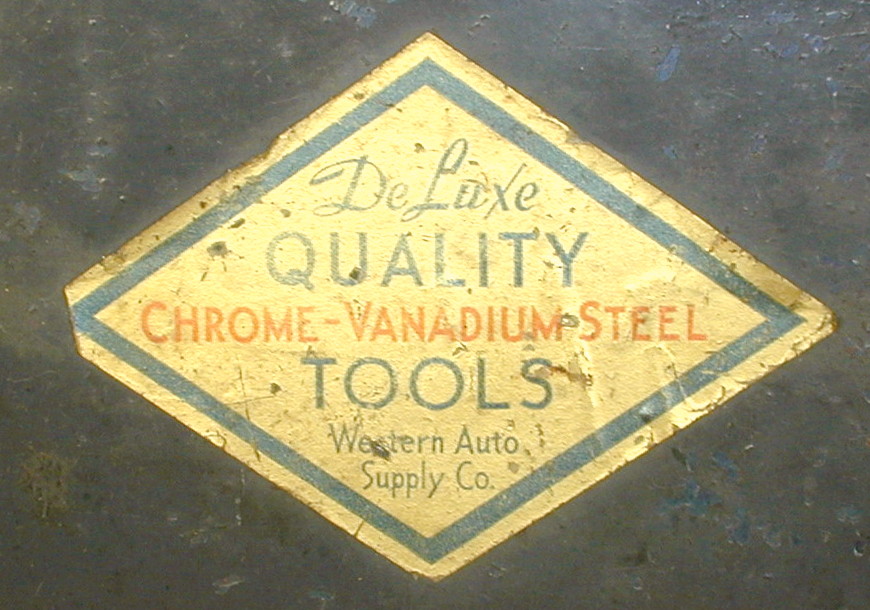 DeLuxe
QUALITY
CHROME-VANADIUM STEEL
TOOLS
Western Auto
Supply Co.